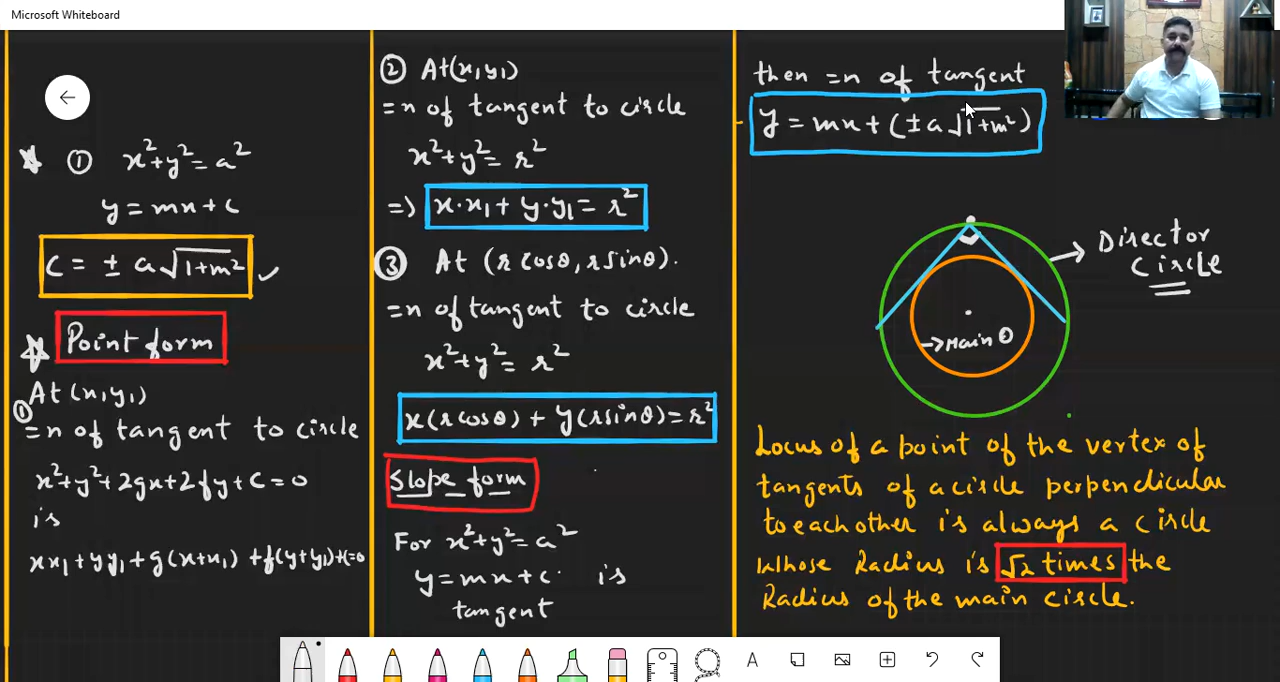 Microsoft Whiteboard
① x²+y²=a²
y=mx+c
c = ± a√1+m²
Point form
At (x,y₁)
①
=n of tangent to circle
x²+y²+2gx+2fy+c=0
is
xx₁+yy₁+g(x+x₁)+f(y+y₁)+c=0
② At(x₁y₁)
=n of tangent to circle
x²+y²=r²
=> x·x₁+y·y₁=r²
③ At (r cosθ, rsinθ).
=n of tangent to circle
x²+y²=r²
x(r cosθ) + y(rsinθ)=r²
Slope form
For x²+y²=a²
y=mx+c. is
tangent
then =n of tangent
y=mx+(±a√1+m²)
Director
Circle
→Main
Locus of a point of the vertex of
tangents of a circle perpendicular
to each other is always a circle
whose Radius is √2 times the
Radius of the main circle.
A